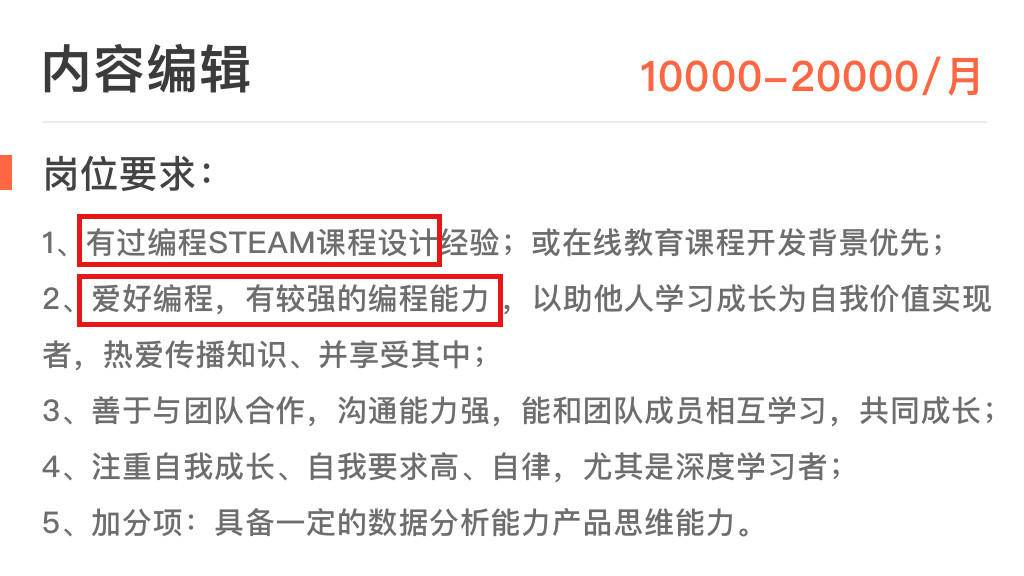 内容编辑
10000-20000/月
岗位要求：
1、有过编程STEAM课程设计经验；或在线教育课程开发背景优先；
2、爱好编程，有较强的编程能力，以助他人学习成长为自我价值实现
者，热爱传播知识、并享受其中；
3、善于与团队合作，沟通能力强，能和团队成员相互学习，共同成长；
4、注重自我成长、自我要求高、自律，尤其是深度学习者；
5、加分项：具备一定的数据分析能力产品思维能力。